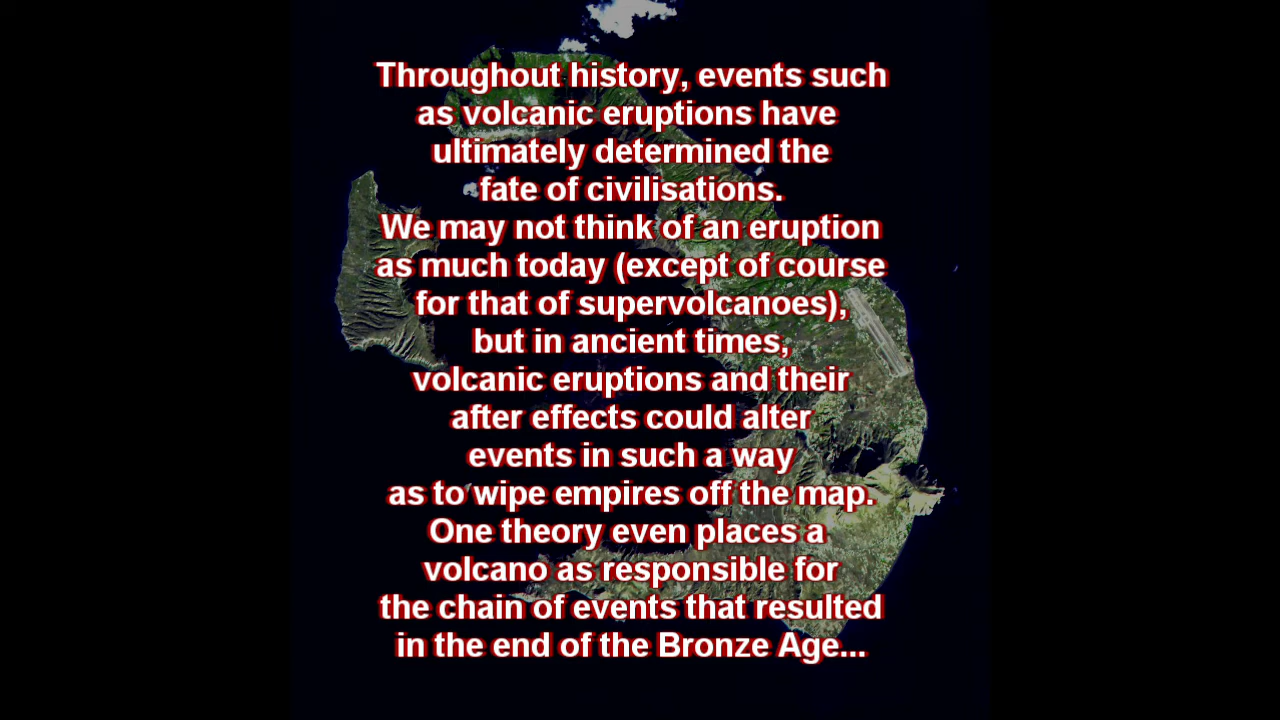 Throughout history, events such
as volcanic eruptions have
ultimately determined the
fate of civilisations.
We may not think of an eruption
as much today (except of course
for that of supervolcanoes),
but in ancient times,
volcanic eruptions and their
after effects could alter
events in such a way
as to wipe empires off the map.
One theory even places a
volcano as responsible for
the chain of events that resulted
in the end of the Bronze Age...